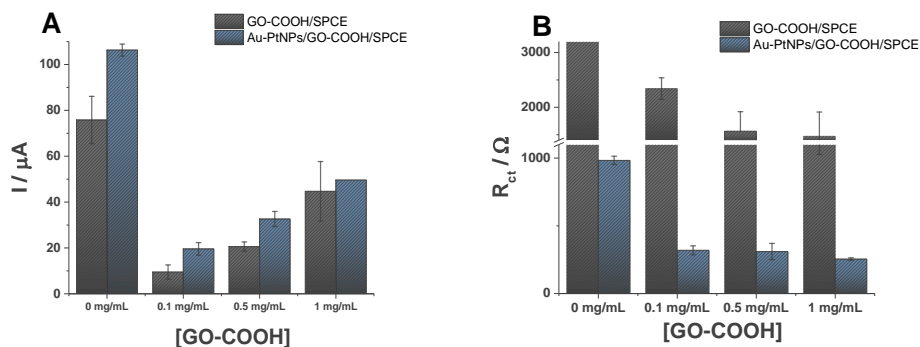 A
GO-COOH/SPCE
Au-PtNPs/GO-COOH/SPCE
100
80
60
40
20
0
I / μA
0 mg/mL 0.1 mg/mL 0.5 mg/mL 1 mg/mL
[GO-COOH]
B
GO-COOH/SPCE
Au-PtNPs/GO-COOH/SPCE
3000
2000
1000
0
Rct / Ω
0 mg/mL 0.1 mg/mL 0.5 mg/mL 1 mg/mL
[GO-COOH]